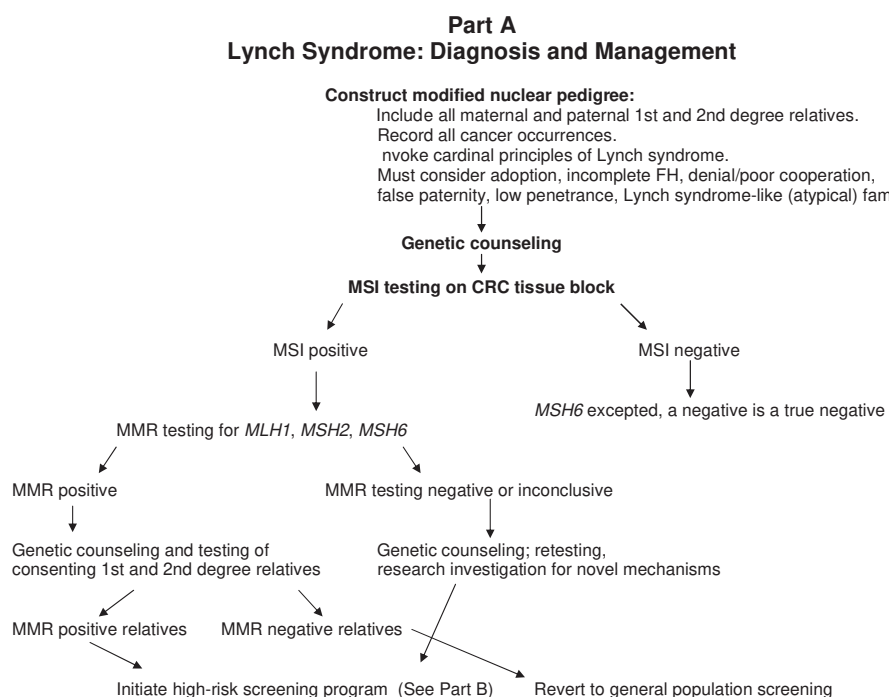 Part A
Lynch Syndrome: Diagnosis and Management
Construct modified nuclear pedigree:
Include all maternal and paternal 1st and 2nd degree relatives.
Record all cancer occurrences.
nvoke cardinal principles of Lynch syndrome.
Must consider adoption, incomplete FH, denial/poor cooperation,
false paternity, low penetrance, Lynch syndrome-like (atypical) fam
Genetic counseling
MSI testing on CRC tissue block
MSI positive
MSI negative
MSH6 excepted, a negative is a true negative
MMR testing for MLH1, MSH2, MSH6
MMR positive
MMR testing negative or inconclusive
Genetic counseling and testing of
consenting 1st and 2nd degree relatives
Genetic counseling; retesting,
research investigation for novel mechanisms
MMR positive relatives
MMR negative relatives
Initiate high-risk screening program (See Part B)
Revert to general population screening